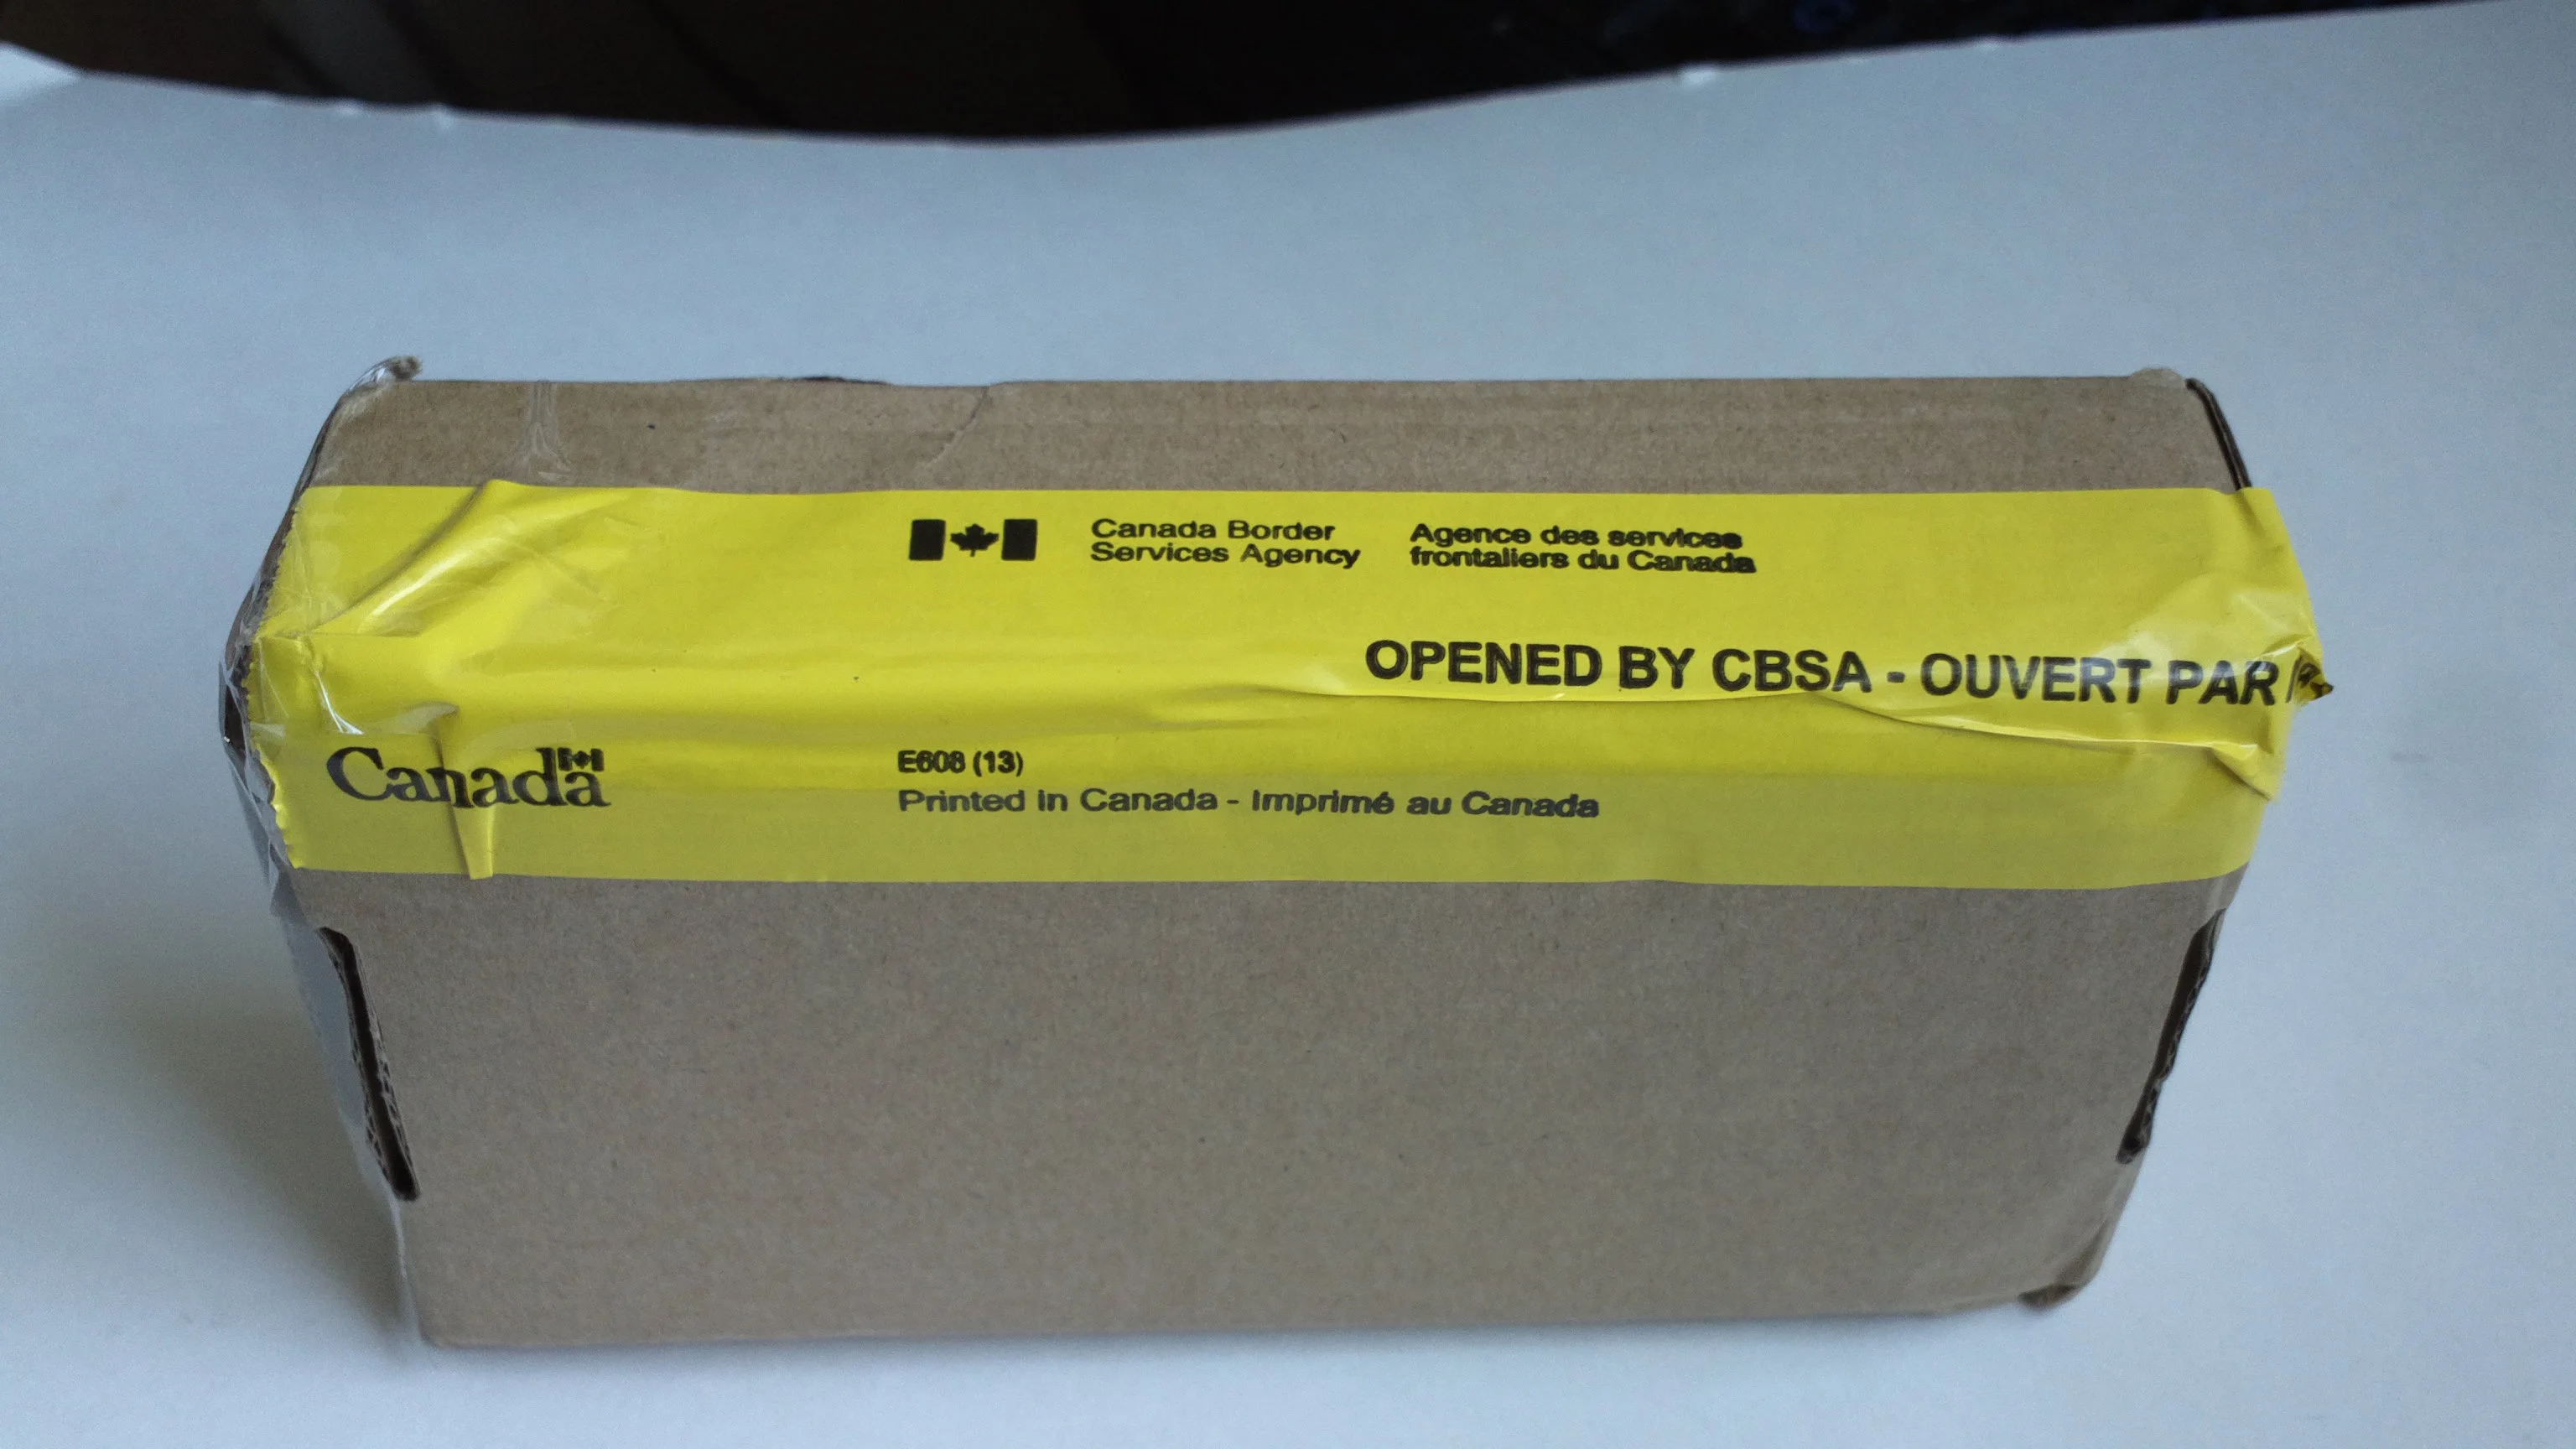 Canada Border
Services Agency
Agence des services
frontaliers du Canada
OPENED BY CBSA - OUVERT PAR
Canada
E608 (13)
Printed in Canada - Imprimé au Canada